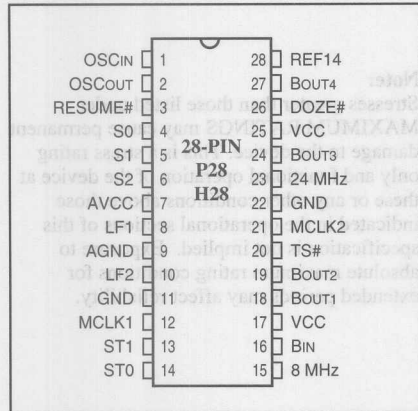 OSCIN 1 28 REF14
OSCOUT 2 27 BOUT4
RESUME# 3 26 DOZE#
S0 4 25 VCC
S1 5 24 BOUT3
S2 6 23 24 MHz
AVCC 7 22 GND
LF1 8 21 MCLK2
AGND 9 20 TS#
LF2 10 19 BOUT2
GND 11 18 BOUT1
MCLK1 12 17 VCC
ST1 13 16 BIN
ST0 14 15 8 MHz
28-PIN
P28
H28